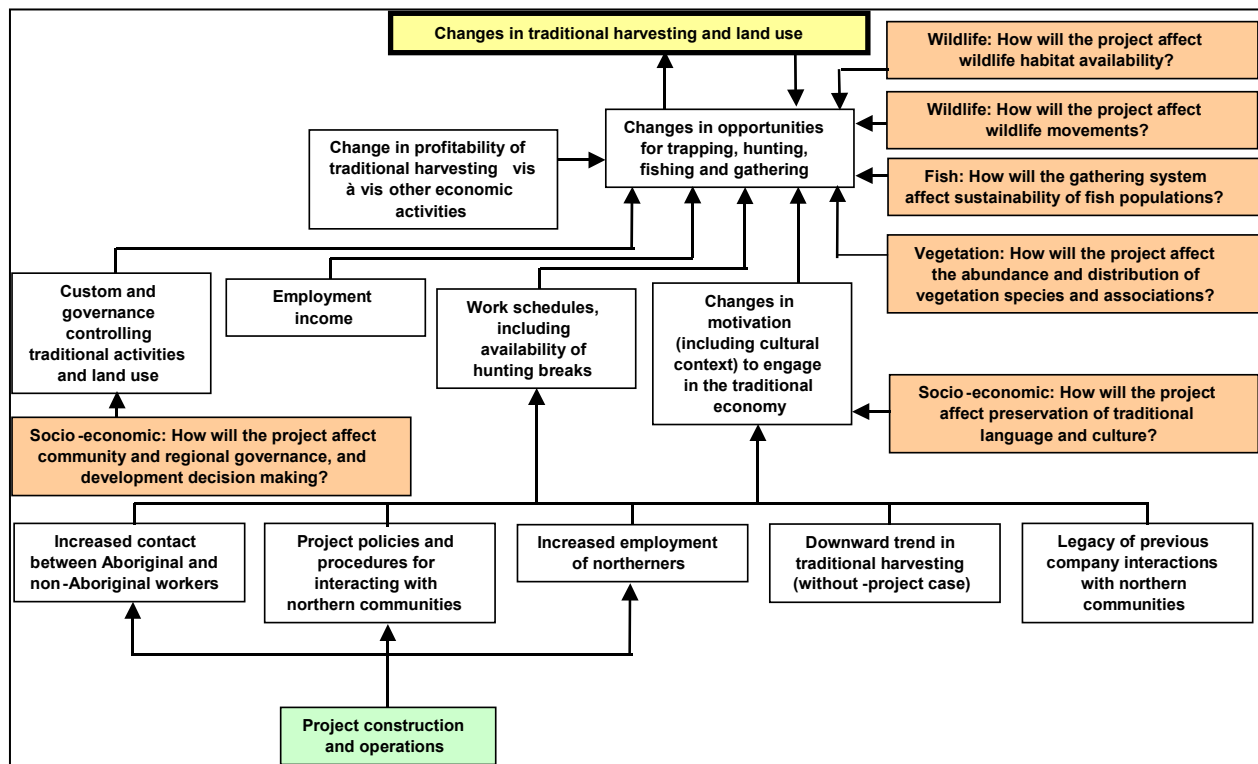 Changes in traditional harvesting and land use
Wildlife: How will the project affect
wildlife habitat availability?
Changes in opportunities
for trapping, hunting,
fishing and gathering
Wildlife: How will the project affect
wildlife movements?
Change in profitability of
traditional harvesting vis
à vis other economic
activities
Fish: How will the gathering system
affect sustainability of fish populations?
Vegetation: How will the project affect
the abundance and distribution of
vegetation species and associations?
Custom and
governance
controlling
traditional activities
and land use
Employment
income
Work schedules,
including
availability of
hunting breaks
Changes in
motivation
(including cultural
context) to engage
in the traditional
economy
Socio-economic: How will the project
affect preservation of traditional
language and culture?
Socio-economic: How will the project affect
community and regional governance, and
development decision making?
Increased contact
between Aboriginal and
non-Aboriginal workers
Project policies and
procedures for
interacting with
northern communities
Increased employment
of northerners
Downward trend in
traditional harvesting
(without -project case)
Legacy of previous
company interactions
with northern
communities
Project construction
and operations